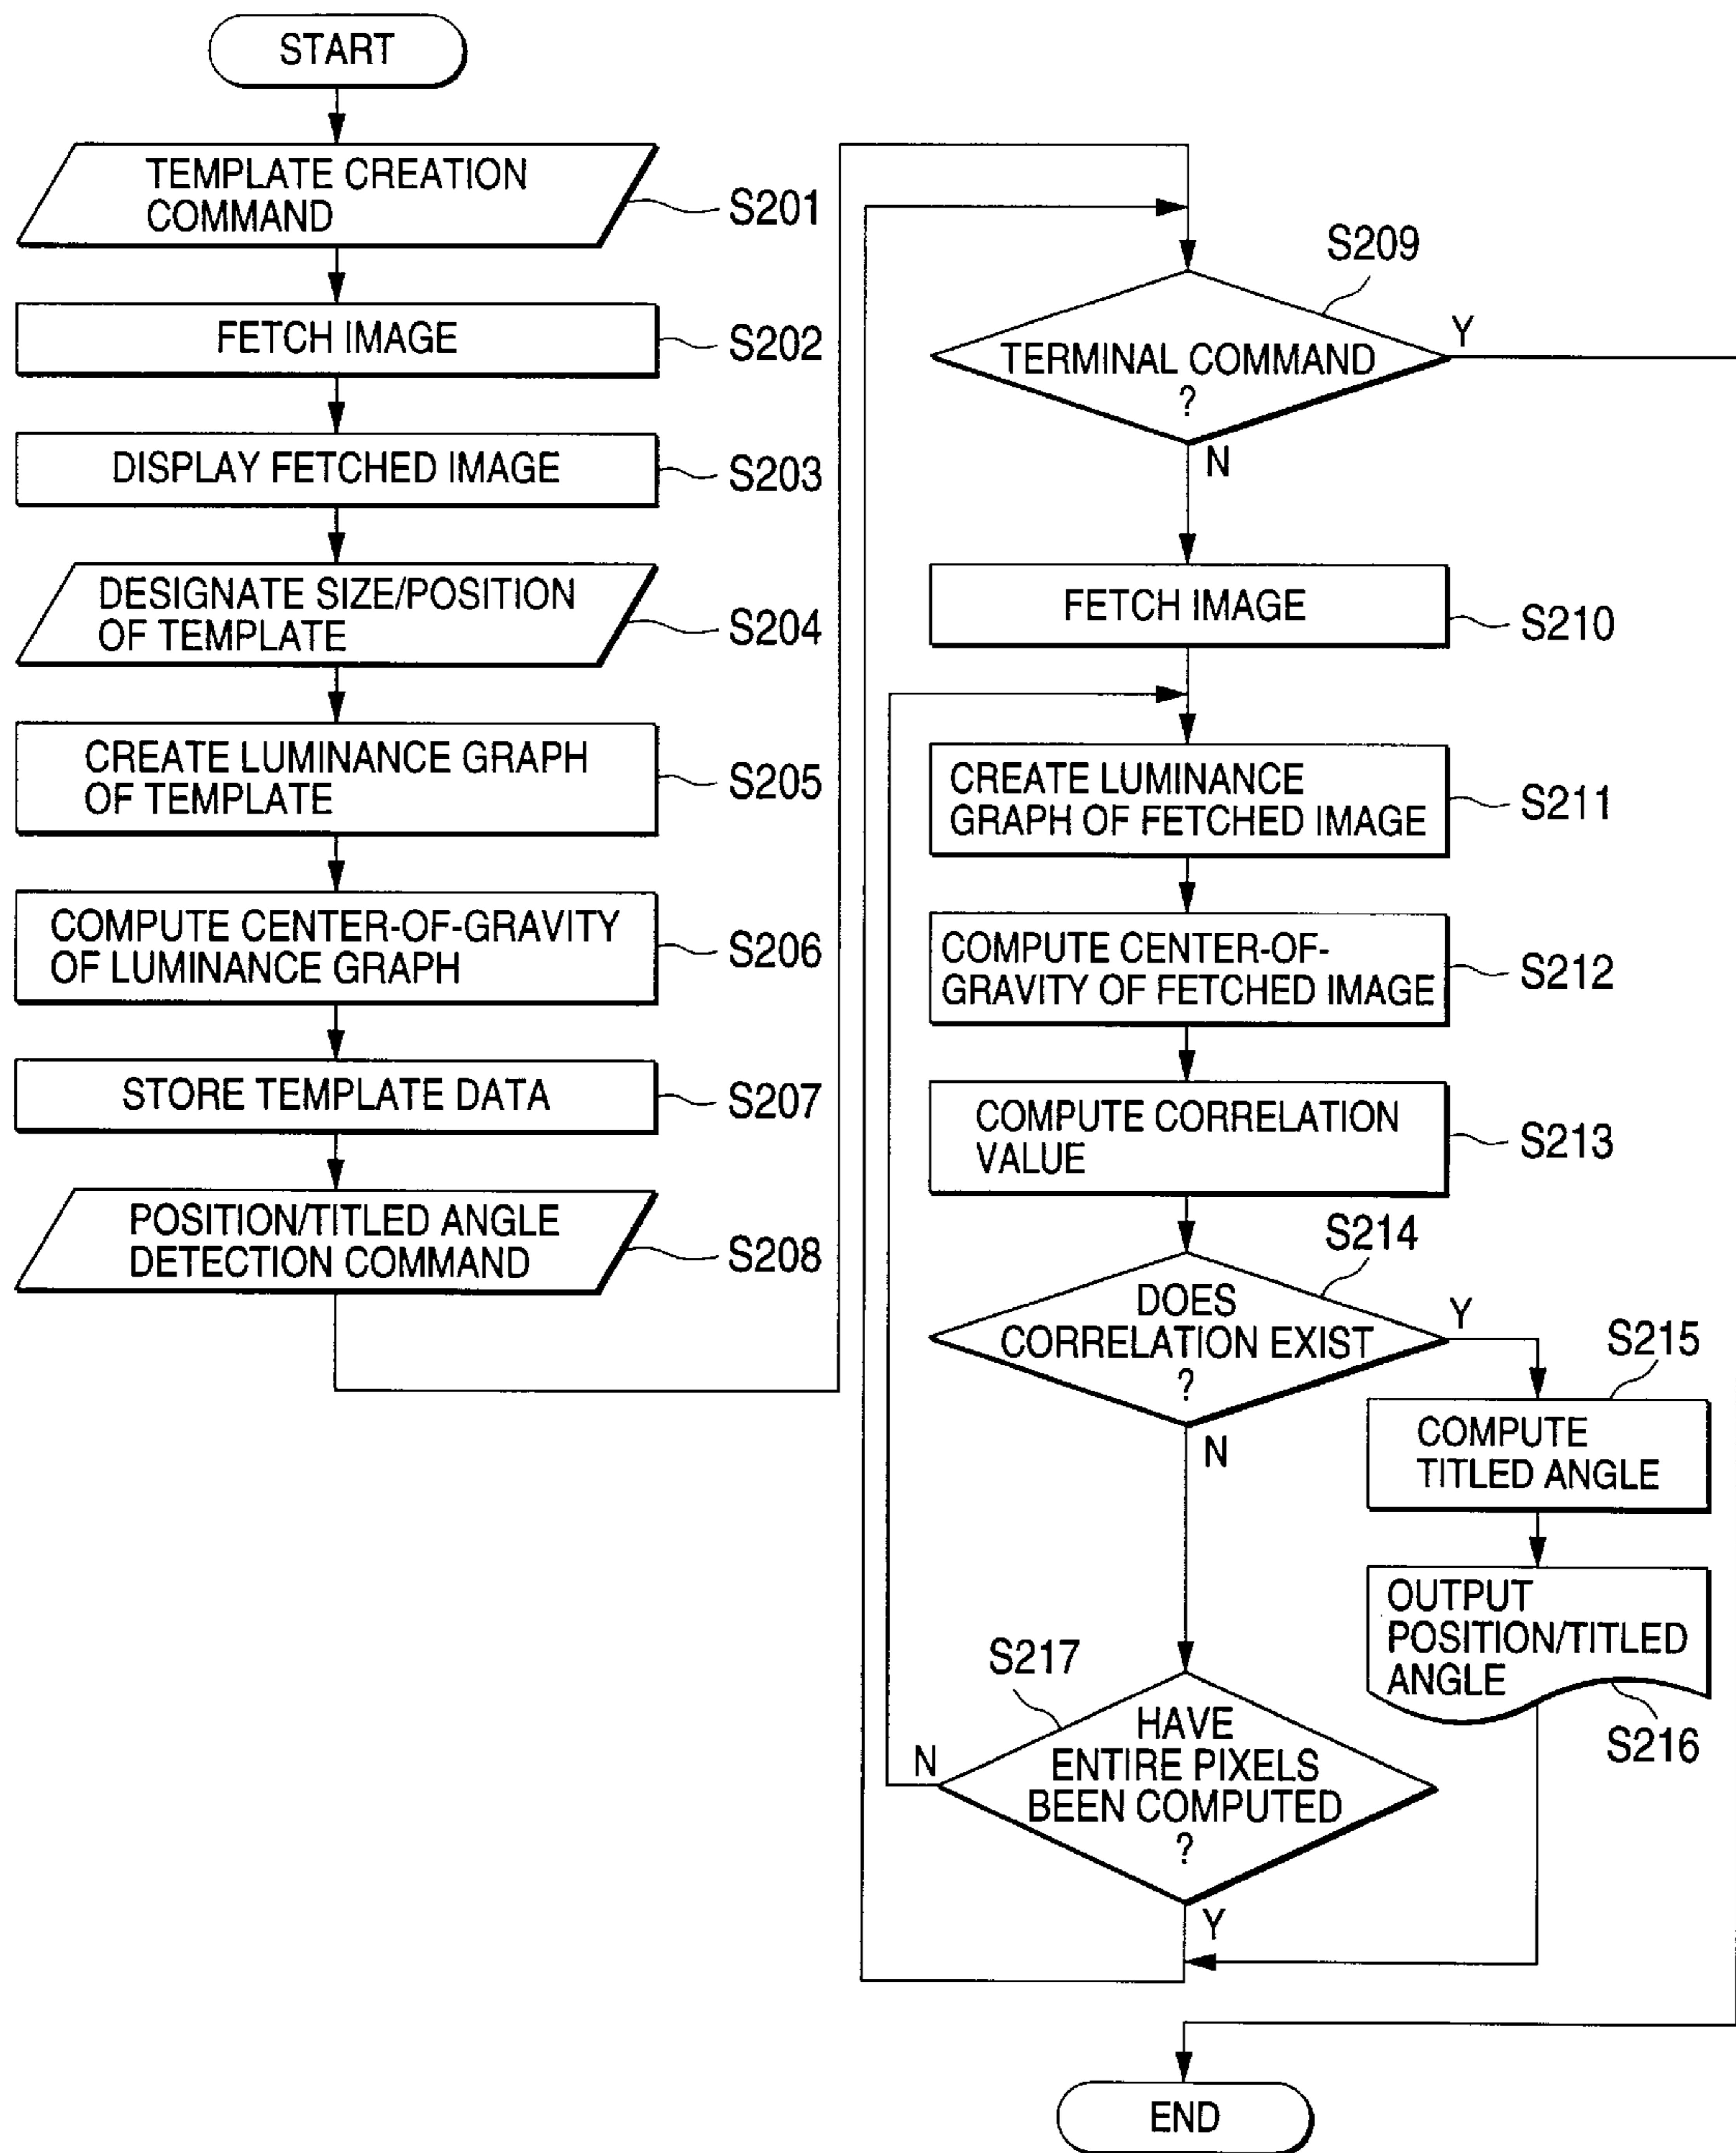 START
TEMPLATE CREATION
COMMAND
S201
FETCH IMAGE
S202
DISPLAY FETCHED IMAGE
S203
DESIGNATE SIZE/POSITION
OF TEMPLATE
S204
CREATE LUMINANCE GRAPH
OF TEMPLATE
S205
COMPUTE CENTER-OF-GRAVITY
OF LUMINANCE GRAPH
S206
STORE TEMPLATE DATA
S207
POSITION/TITLED ANGLE
DETECTION COMMAND
S208
S209
TERMINAL COMMAND
?
Y
N
FETCH IMAGE
S210
CREATE LUMINANCE
GRAPH OF FETCHED IMAGE
S211
COMPUTE CENTER-OF-
GRAVITY OF FETCHED IMAGE
S212
COMPUTE CORRELATION
VALUE
S213
S214
DOES
CORRELATION EXIST
?
Y
N
S215
COMPUTE
TITLED ANGLE
OUTPUT
POSITION/TITLED
ANGLE
S216
S217
HAVE
ENTIRE PIXELS
BEEN COMPUTED
?
N
Y
END